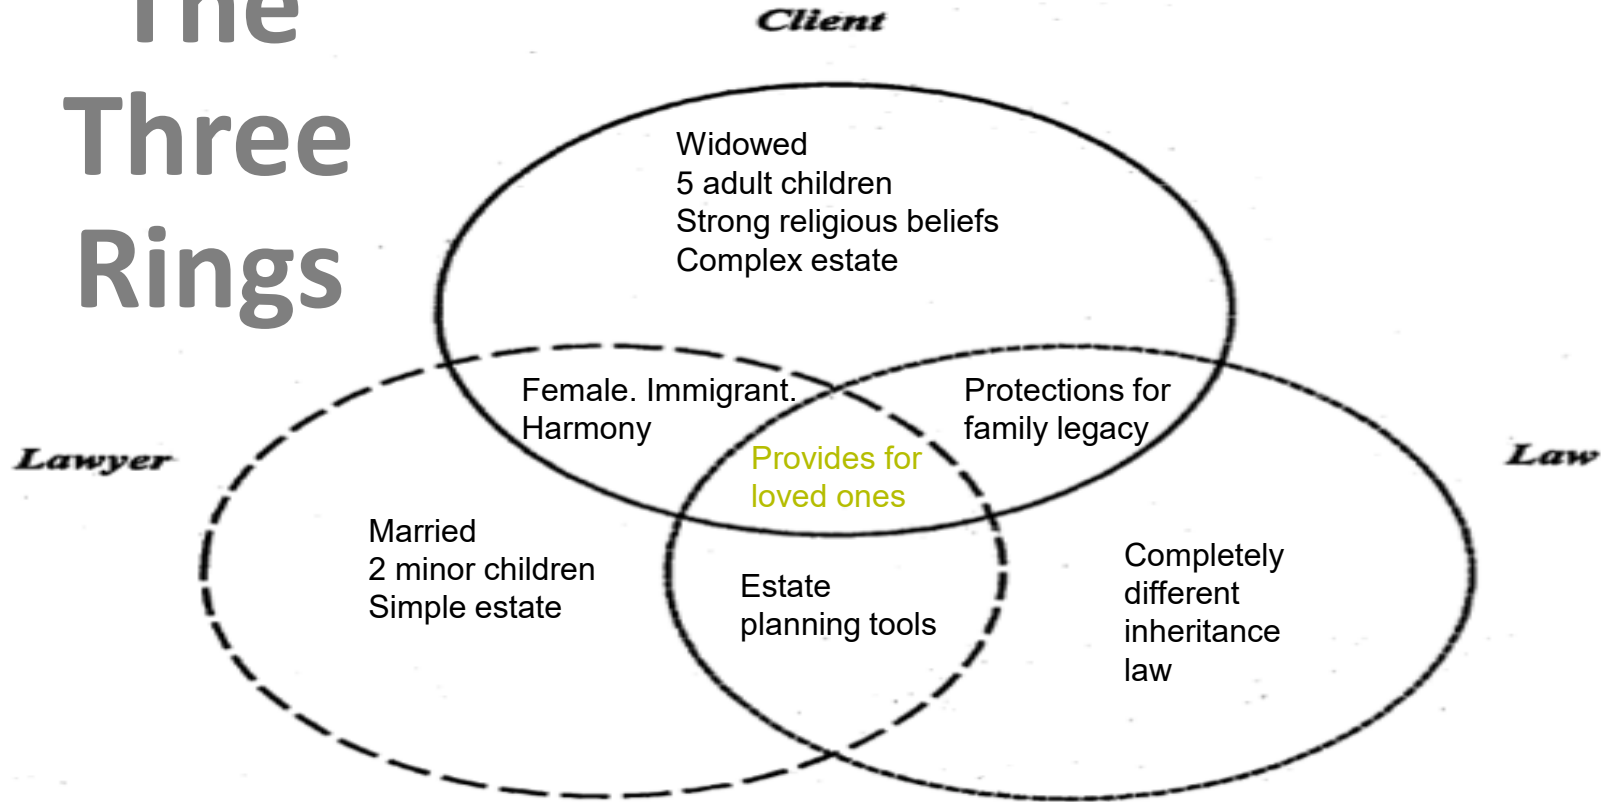 The
Three
Rings
Client
Widowed
5 adult children
Strong religious beliefs
Complex estate
Female. Immigrant.
Harmony
Protections for
family legacy
Provides for
loved ones
Lawyer
Law
Married
2 minor children
Simple estate
Estate
planning tools
Completely
different
inheritance
law